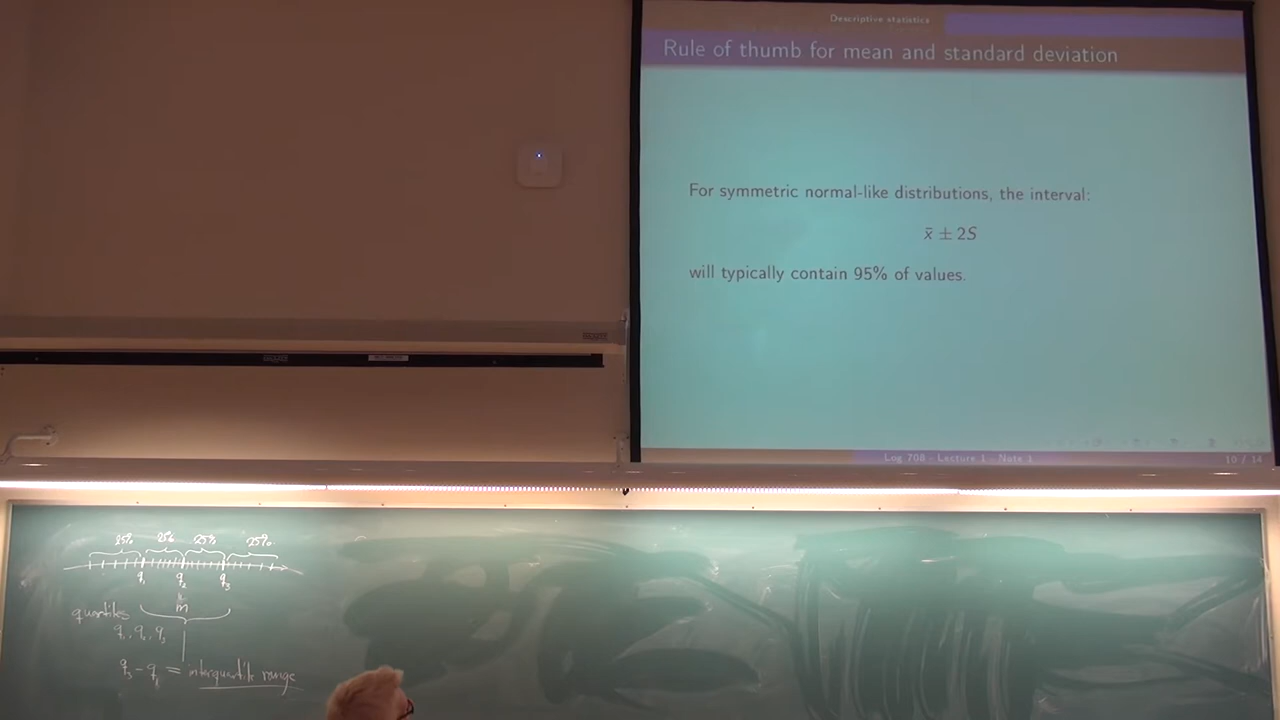 Descriptive statistics
Rule of thumb for mean and standard deviation
For symmetric normal-like distributions, the interval:
x̄ ± 2S
will typically contain 95% of values.
Log 708 - Lecture 1 - Note 1
10 / 14
25% 25% 25% 25%
q₁ q₂ q₃
m
quartiles
q₁, q₂, q₃
q₃ - q₁ = interquartile range